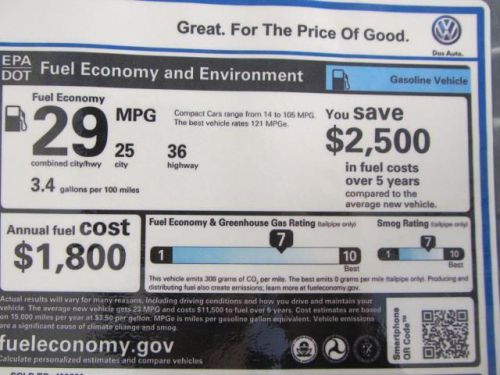 Great. For The Price Of Good.
Das Auto.
EPA
DOT
Fuel Economy and Environment
Gasoline Vehicle
Fuel Economy
29 MPG
combined city/hwy
25
city
36
highway
3.4 gallons per 100 miles
Compact Cars range from 14 to 105 MPG.
The best vehicle rates 121 MPGe.
You save
$2,500
in fuel costs
over 5 years
compared to the
average new vehicle.
Annual fuel cost
$1,800
Fuel Economy & Greenhouse Gas Rating (tailpipe only)
7
1
10
Best
Smog Rating (tailpipe only)
7
1
10
Best
This vehicle emits 306 grams of CO2 per mile. The best emits 0 grams per mile (tailpipe only). Producing and
distributing fuel also create emissions; learn more at fueleconomy.gov.
Actual results will vary for many reasons, including driving conditions and how you drive and maintain your
vehicle. The average new vehicle gets 23 MPG and costs $11,500 to fuel over 5 years. Cost estimates are based
on 15,000 miles per year at $3.50 per gallon. MPGe is miles per gasoline gallon equivalent. Vehicle emissions
are a significant cause of climate change and smog.
fueleconomy.gov
Calculate personalized estimates and compare vehicles
Smartphone
QR Code™